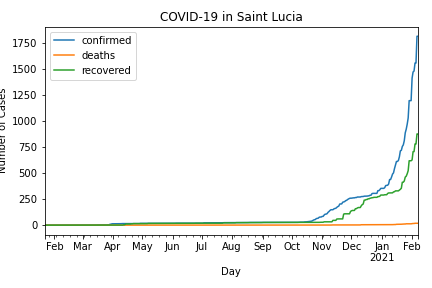 COVID-19 in Saint Lucia
confirmed
deaths
recovered
1750
1500
1250
1000
750
500
250
0
Number of Cases
Feb Mar Apr May Jun Jul Aug Sep Oct Nov Dec Jan Feb
2021
Day